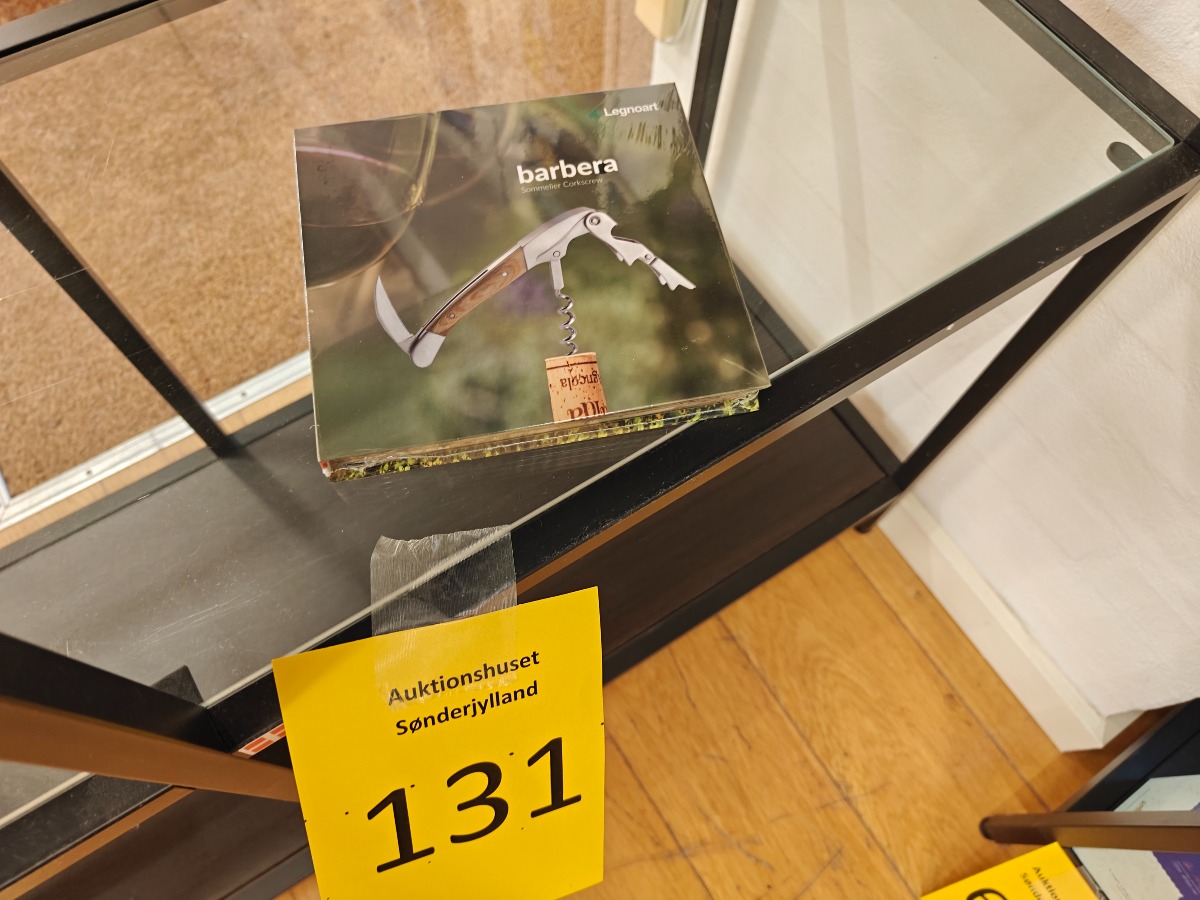 Legnoart
barbera
Sommelier Corkscrew
Auktionshuset
Sønderjylland
131